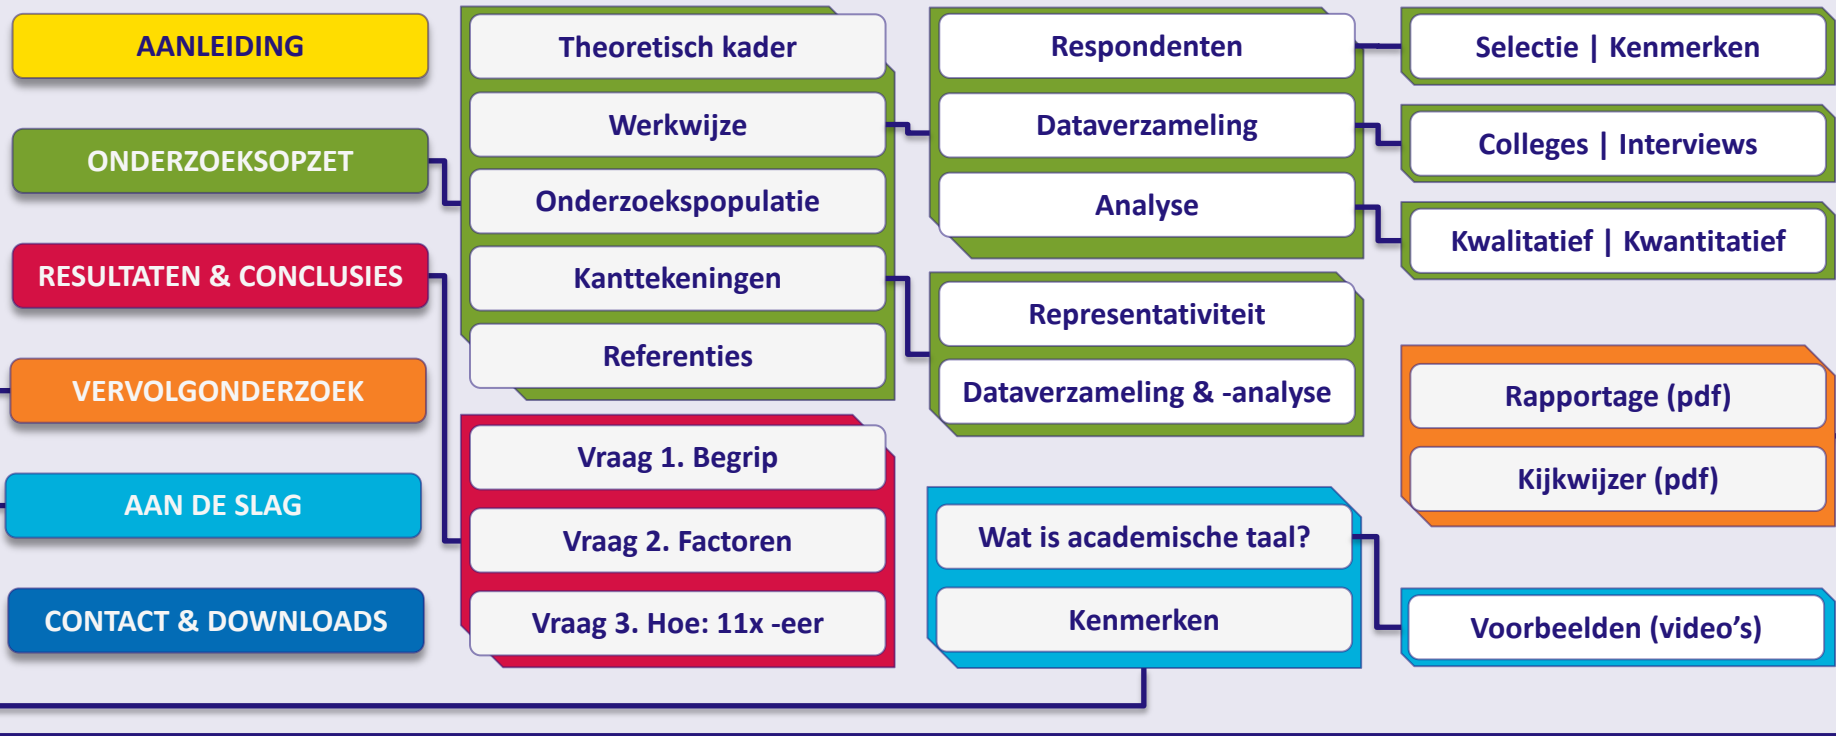 AANLEIDING
ONDERZOEKSOPZET
RESULTATEN & CONCLUSIES
VERVOLGONDERZOEK
AAN DE SLAG
CONTACT & DOWNLOADS
Theoretisch kader
Werkwijze
Onderzoekspopulatie
Kanttekeningen
Referenties
Vraag 1. Begrip
Vraag 2. Factoren
Vraag 3. Hoe: 11x -eer
Respondenten
Dataverzameling
Analyse
Representativiteit
Dataverzameling & -analyse
Wat is academische taal?
Kenmerken
Selectie | Kenmerken
Colleges | Interviews
Kwalitatief | Kwantitatief
Rapportage (pdf)
Kijkwijzer (pdf)
Voorbeelden (video's)